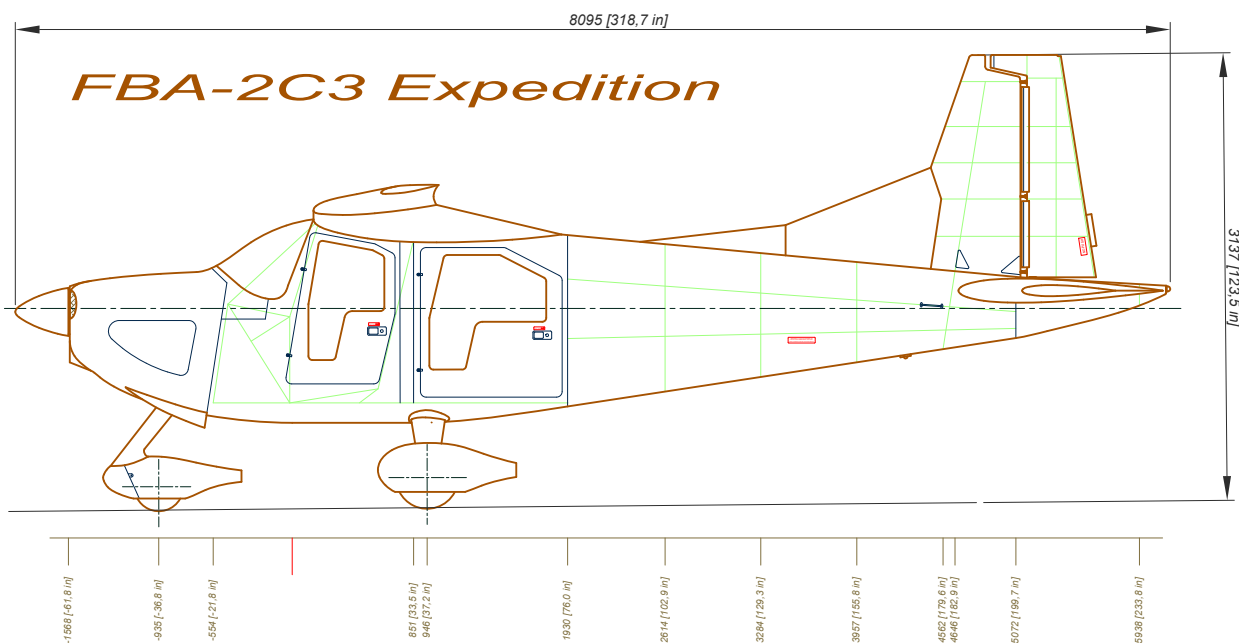 8095 [318,7 in]
FBA-2C3 Expedition
3137 [123,5 in]
-1568 [-61,8 in]
-935 [-36,8 in]
-554 [-21,8 in]
851 [33,5 in]
946 [37,2 in]
1930 [76,0 in]
2614 [102,9 in]
3284 [129,3 in]
3957 [155,8 in]
4562 [179,6 in]
4646 [182,9 in]
5072 [199,7 in]
5938 [233,8 in]